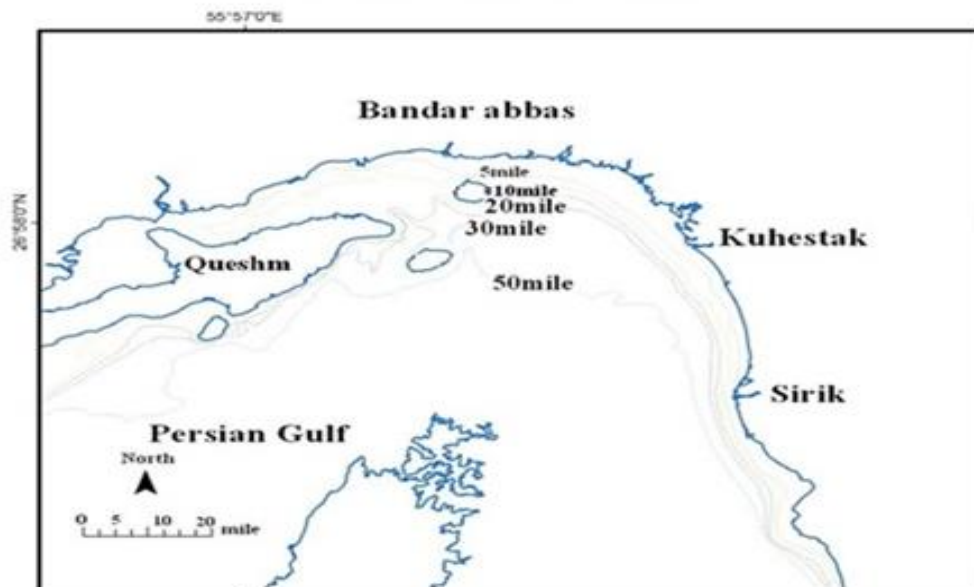 55°57'0"E
Bandar abbas
5mile
10mile
20mile
26°58'0"N
30mile
Kuhestak
Queshm
50mile
Sirik
Persian Gulf
North
0 5 10 20 mile